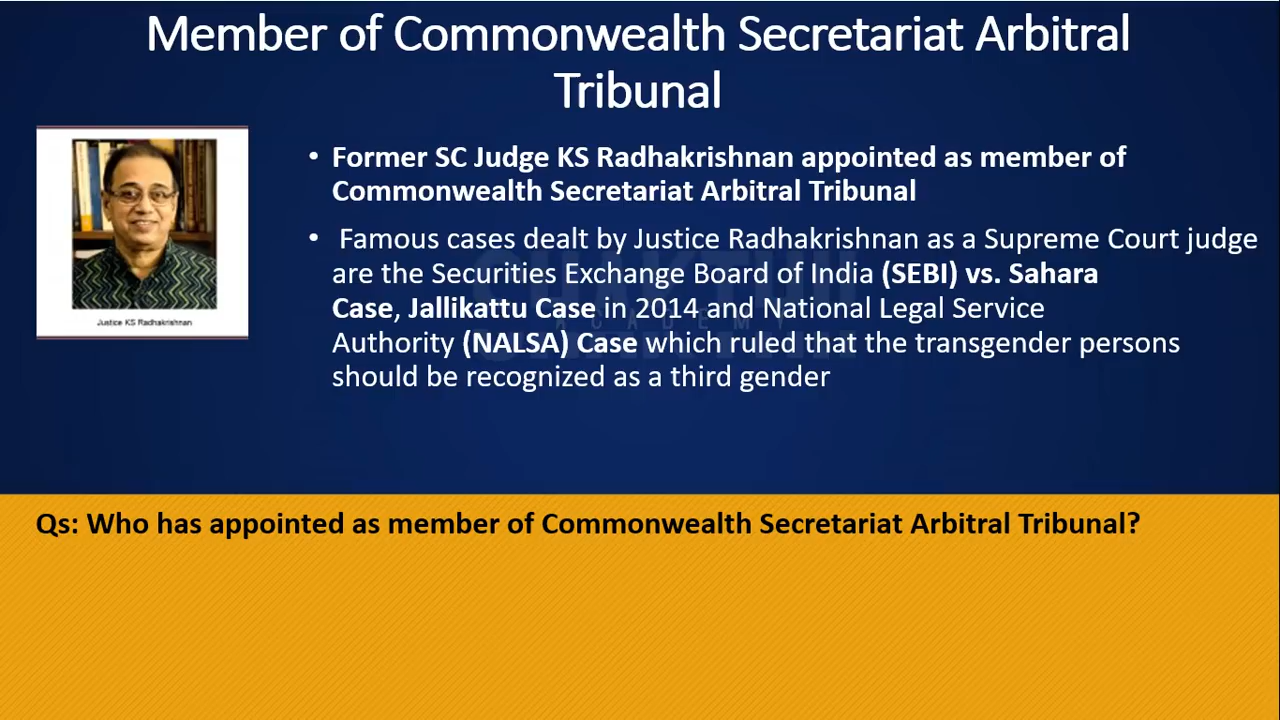 Member of Commonwealth Secretariat Arbitral
Tribunal
Justice KS Radhakrishnan
• Former SC Judge KS Radhakrishnan appointed as member of
Commonwealth Secretariat Arbitral Tribunal
• Famous cases dealt by Justice Radhakrishnan as a Supreme Court judge
are the Securities Exchange Board of India (SEBI) vs. Sahara
Case, Jallikattu Case in 2014 and National Legal Service
Authority (NALSA) Case which ruled that the transgender persons
should be recognized as a third gender
ACADEMY
Qs: Who has appointed as member of Commonwealth Secretariat Arbitral Tribunal?